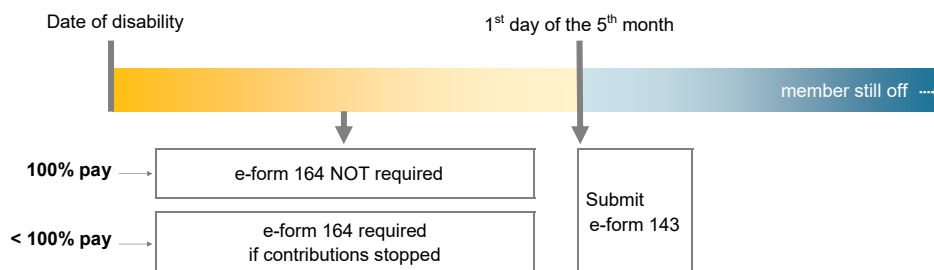 Date of disability
1st day of the 5th month
member still off
100% pay
e-form 164 NOT required
< 100% pay
e-form 164 required
if contributions stopped
Submit
e-form 143